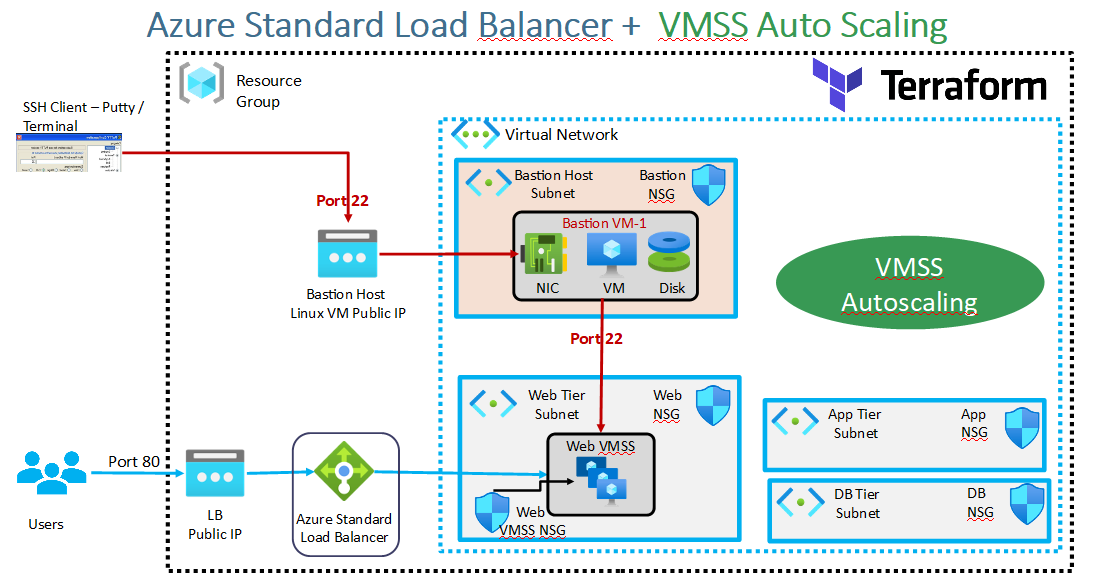 Azure Standard Load Balancer + VMSS Auto Scaling
Resource
Group
Terraform
SSH Client – Putty /
Terminal
Virtual Network
Bastion Host
Subnet
Bastion
NSG
Port 22
Bastion VM-1
NIC
VM
Disk
Bastion Host
Linux VM Public IP
VMSS
Autoscaling
Port 22
Web Tier
Subnet
Web
NSG
Web VMSS
Web
VMSS NSG
App Tier
Subnet
App
NSG
DB Tier
Subnet
DB
NSG
Port 80
Users
LB
Public IP
Azure Standard
Load Balancer